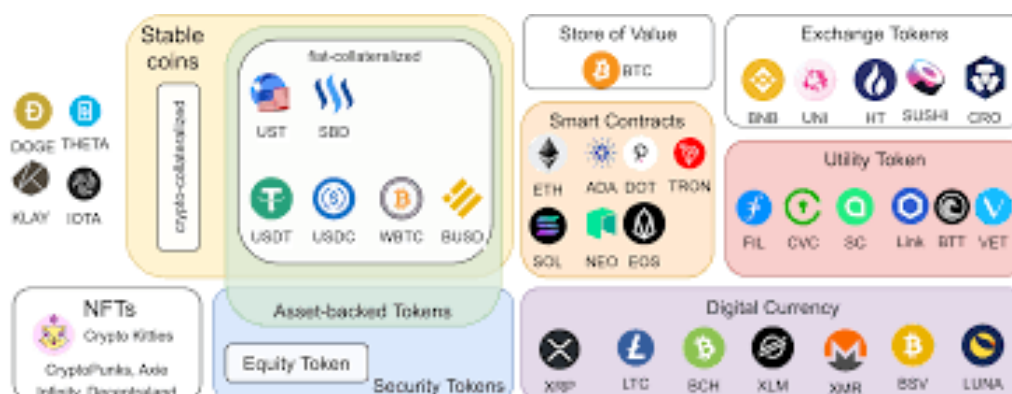 Stable
coins
crypto-collateralized
fiat-collateralized
UST SBD
USDT USDC WBTC BUSD
DOGE THETA
KLAY IOTA
Store of Value
BTC
Smart Contracts
ETH ADA DOT TRON
SOL NEO EOS
Exchange Tokens
BNB UNI HT SUSHI CRO
Utility Token
FIL CVC SC Link BTT VET
NFTs
Crypto Kitties
CryptoPunks, Axie
Infinity, Decentraland
Asset-backed Tokens
Equity Token
Security Tokens
Digital Currency
XRP LTC BCH XLM XMR BSV LUNA